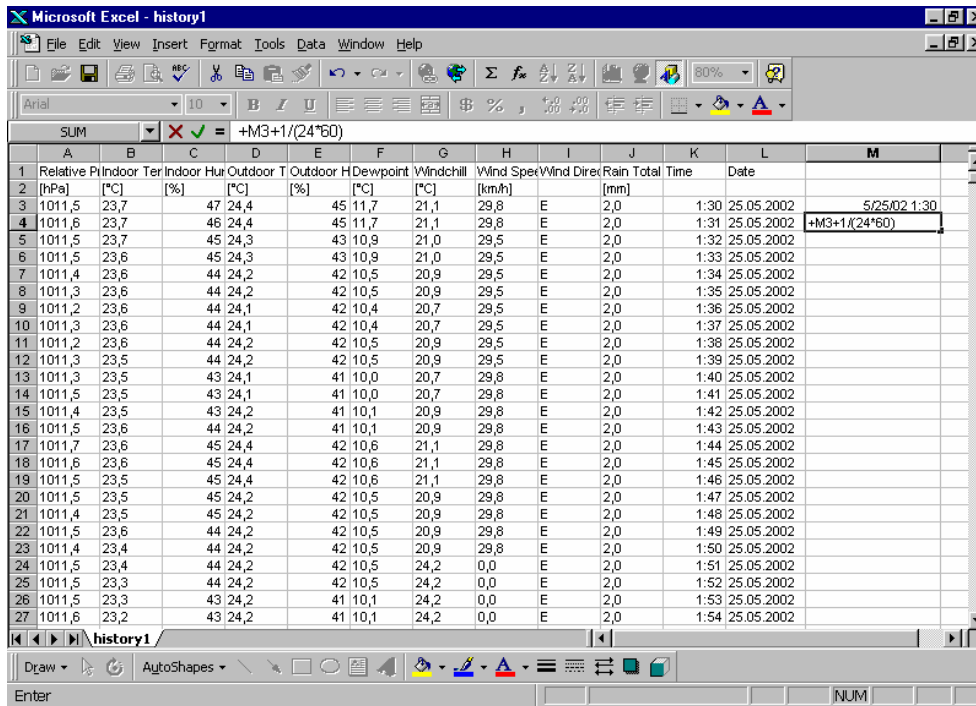 Microsoft Excel - history1
File Edit View Insert Format Tools Data Window Help
ABC Σ fx 80%
Arial 10 B I U $ % ,
SUM = +M3+1/(24*60)
A B C D E F G H I J K L M
1 Relative P Indoor Ter Indoor Hur Outdoor T Outdoor H Dewpoint Windchill Wind Spee Wind Direc Rain Total Time Date
2 [hPa] [°C] [%] [°C] [%] [°C] [°C] [km/h] [mm]
3 1011,5 23,7 47 24,4 45 11,7 21,1 29,8 E 2,0 1:30 25.05.2002 5/25/02 1:30
4 1011,6 23,7 46 24,4 45 11,7 21,1 29,8 E 2,0 1:31 25.05.2002 +M3+1/(24*60)
5 1011,5 23,7 45 24,3 43 10,9 21,0 29,5 E 2,0 1:32 25.05.2002
6 1011,5 23,6 45 24,3 43 10,9 21,0 29,5 E 2,0 1:33 25.05.2002
7 1011,4 23,6 44 24,2 42 10,5 20,9 29,5 E 2,0 1:34 25.05.2002
8 1011,3 23,6 44 24,2 42 10,5 20,9 29,5 E 2,0 1:35 25.05.2002
9 1011,2 23,6 44 24,1 42 10,4 20,7 29,5 E 2,0 1:36 25.05.2002
10 1011,3 23,6 44 24,1 42 10,4 20,7 29,5 E 2,0 1:37 25.05.2002
11 1011,2 23,6 44 24,2 42 10,5 20,9 29,5 E 2,0 1:38 25.05.2002
12 1011,3 23,5 44 24,2 42 10,5 20,9 29,5 E 2,0 1:39 25.05.2002
13 1011,3 23,5 43 24,1 41 10,0 20,7 29,8 E 2,0 1:40 25.05.2002
14 1011,5 23,5 43 24,1 41 10,0 20,7 29,8 E 2,0 1:41 25.05.2002
15 1011,4 23,5 43 24,2 41 10,1 20,9 29,8 E 2,0 1:42 25.05.2002
16 1011,5 23,6 44 24,2 41 10,1 20,9 29,8 E 2,0 1:43 25.05.2002
17 1011,7 23,6 45 24,4 42 10,6 21,1 29,8 E 2,0 1:44 25.05.2002
18 1011,6 23,6 45 24,4 42 10,6 21,1 29,8 E 2,0 1:45 25.05.2002
19 1011,5 23,5 45 24,4 42 10,6 21,1 29,8 E 2,0 1:46 25.05.2002
20 1011,5 23,5 45 24,2 42 10,5 20,9 29,8 E 2,0 1:47 25.05.2002
21 1011,4 23,5 45 24,2 42 10,5 20,9 29,8 E 2,0 1:48 25.05.2002
22 1011,5 23,6 44 24,2 42 10,5 20,9 29,8 E 2,0 1:49 25.05.2002
23 1011,4 23,4 44 24,2 42 10,5 20,9 29,8 E 2,0 1:50 25.05.2002
24 1011,5 23,4 44 24,2 42 10,5 24,2 0,0 E 2,0 1:51 25.05.2002
25 1011,5 23,3 44 24,2 42 10,5 24,2 0,0 E 2,0 1:52 25.05.2002
26 1011,5 23,3 43 24,2 41 10,1 24,2 0,0 E 2,0 1:53 25.05.2002
27 1011,6 23,2 43 24,2 41 10,1 24,2 0,0 E 2,0 1:54 25.05.2002
history1
Draw AutoShapes A
Enter NUM